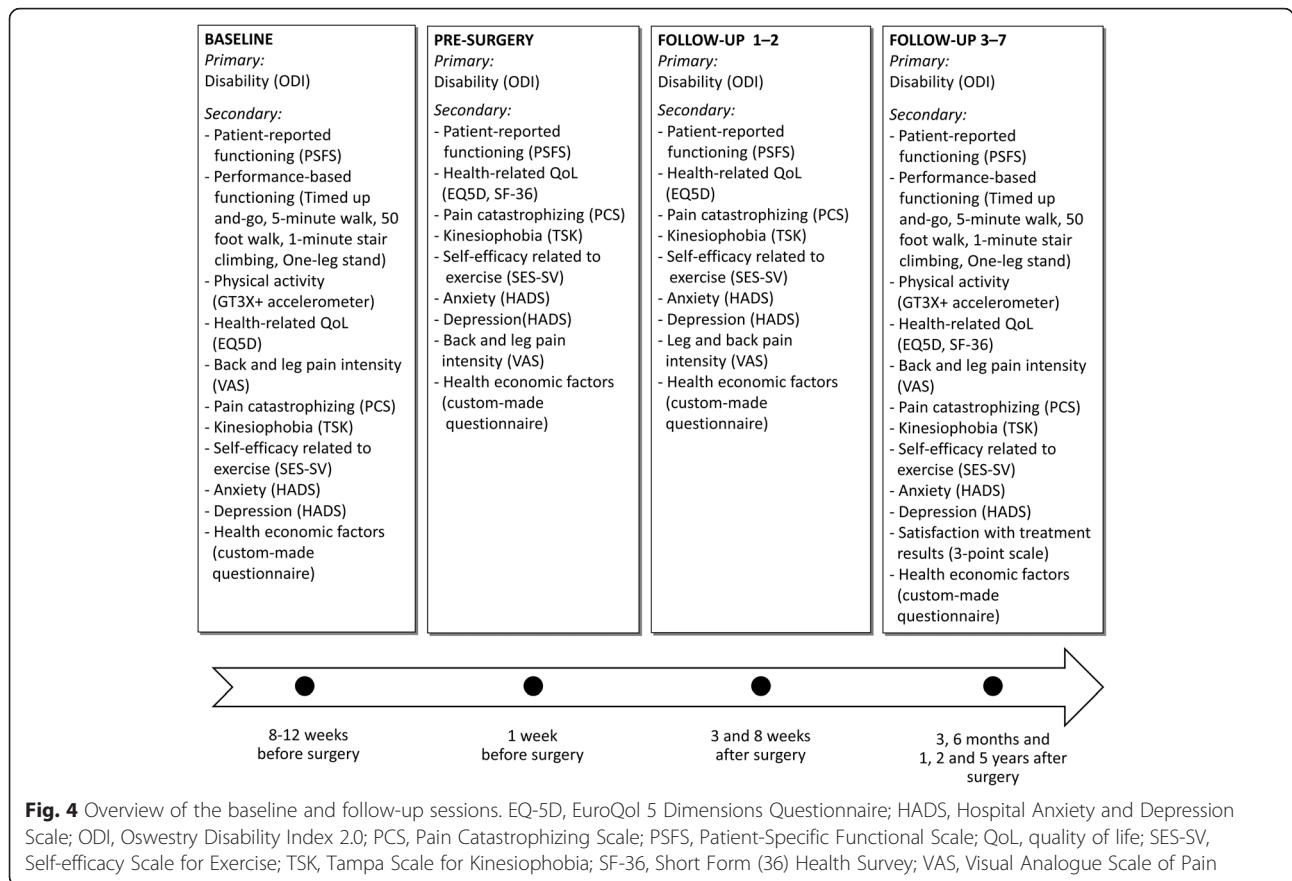 BASELINE
Primary:
Disability (ODI)
Secondary:
- Patient-reported
functioning (PSFS)
- Performance-based
functioning (Timed up
and-go, 5-minute walk, 50
foot walk, 1-minute stair
climbing, One-leg stand)
- Physical activity
(GT3X+ accelerometer)
- Health-related QoL
(EQ5D)
- Back and leg pain intensity
(VAS)
- Pain catastrophizing (PCS)
- Kinesiophobia (TSK)
- Self-efficacy related to
exercise (SES-SV)
- Anxiety (HADS)
- Depression (HADS)
- Health economic factors
(custom-made
questionnaire)
PRE-SURGERY
Primary:
Disability (ODI)
Secondary:
- Patient-reported
functioning (PSFS)
- Health-related QoL
(EQ5D, SF-36)
- Pain catastrophizing (PCS)
- Kinesiophobia (TSK)
- Self-efficacy related to
exercise (SES-SV)
- Anxiety (HADS)
- Depression(HADS)
- Back and leg pain
intensity (VAS)
- Health economic factors
(custom-made
questionnaire)
FOLLOW-UP 1–2
Primary:
Disability (ODI)
Secondary:
- Patient-reported
functioning (PSFS)
- Health-related QoL
(EQ5D, SF-36)
- Pain catastrophizing (PCS)
- Kinesiophobia (TSK)
- Self-efficacy related to
exercise (SES-SV)
- Anxiety (HADS)
- Depression (HADS)
- Leg and back pain
intensity (VAS)
- Health economic factors
(custom-made
questionnaire)
FOLLOW-UP 3–7
Primary:
Disability (ODI)
Secondary:
- Patient-reported
functioning (PSFS)
- Performance-based
functioning (Timed up
and-go, 5-minute walk, 50
foot walk, 1-minute stair
climbing, One-leg stand)
- Physical activity
(GT3X+ accelerometer)
- Health-related QoL
(EQ5D, SF-36)
- Back and leg pain intensity
(VAS)
- Pain catastrophizing (PCS)
- Kinesiophobia (TSK)
- Self-efficacy related to
exercise (SES-SV)
- Anxiety (HADS)
- Depression (HADS)
- Satisfaction with treatment
results (3-point scale)
- Health economic factors
(custom-made
questionnaire)
8-12 weeks
before surgery
1 week
before surgery
3 and 8 weeks
after surgery
3, 6 months and
1, 2 and 5 years after
surgery
Fig. 4 Overview of the baseline and follow-up sessions. EQ-5D, EuroQol 5 Dimensions Questionnaire; HADS, Hospital Anxiety and Depression
Scale; ODI, Oswestry Disability Index 2.0; PCS, Pain Catastrophizing Scale; PSFS, Patient-Specific Functional Scale; QoL, quality of life; SES-SV,
Self-efficacy Scale for Exercise; TSK, Tampa Scale for Kinesiophobia; SF-36, Short Form (36) Health Survey; VAS, Visual Analogue Scale of Pain